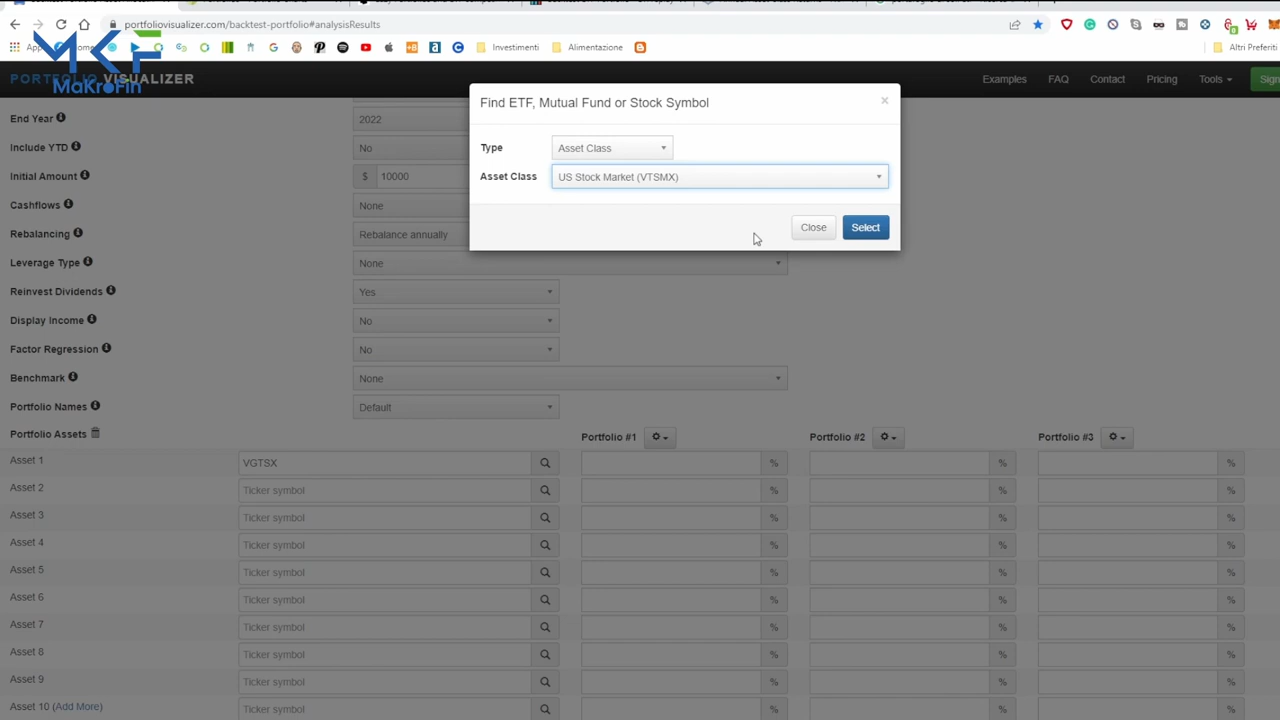 portfoliovisualizer.com/backtest-portfolio#analysisResults
Investimenti
Alimentazione
Altri Preferiti
MKF
MaKroFin
VISUALIZER
Examples
FAQ
Contact
Pricing
Tools
Sign
Find ETF, Mutual Fund or Stock Symbol
×
Type
Asset Class
Asset Class
US Stock Market (VTSMX)
Close
Select
End Year
2022
Include YTD
No
Initial Amount
$
10000
Cashflows
None
Rebalancing
Rebalance annually
Leverage Type
None
Reinvest Dividends
Yes
Display Income
No
Factor Regression
No
Benchmark
None
Portfolio Names
Default
Portfolio Assets
Portfolio #1
Portfolio #2
Portfolio #3
Asset 1
VGTSX
%
%
%
Asset 2
Ticker symbol
%
%
%
Asset 3
Ticker symbol
%
%
%
Asset 4
Ticker symbol
%
%
%
Asset 5
Ticker symbol
%
%
%
Asset 6
Ticker symbol
%
%
%
Asset 7
Ticker symbol
%
%
%
Asset 8
Ticker symbol
%
%
%
Asset 9
Ticker symbol
%
%
%
Asset 10 (Add More)
Ticker symbol
%
%
%